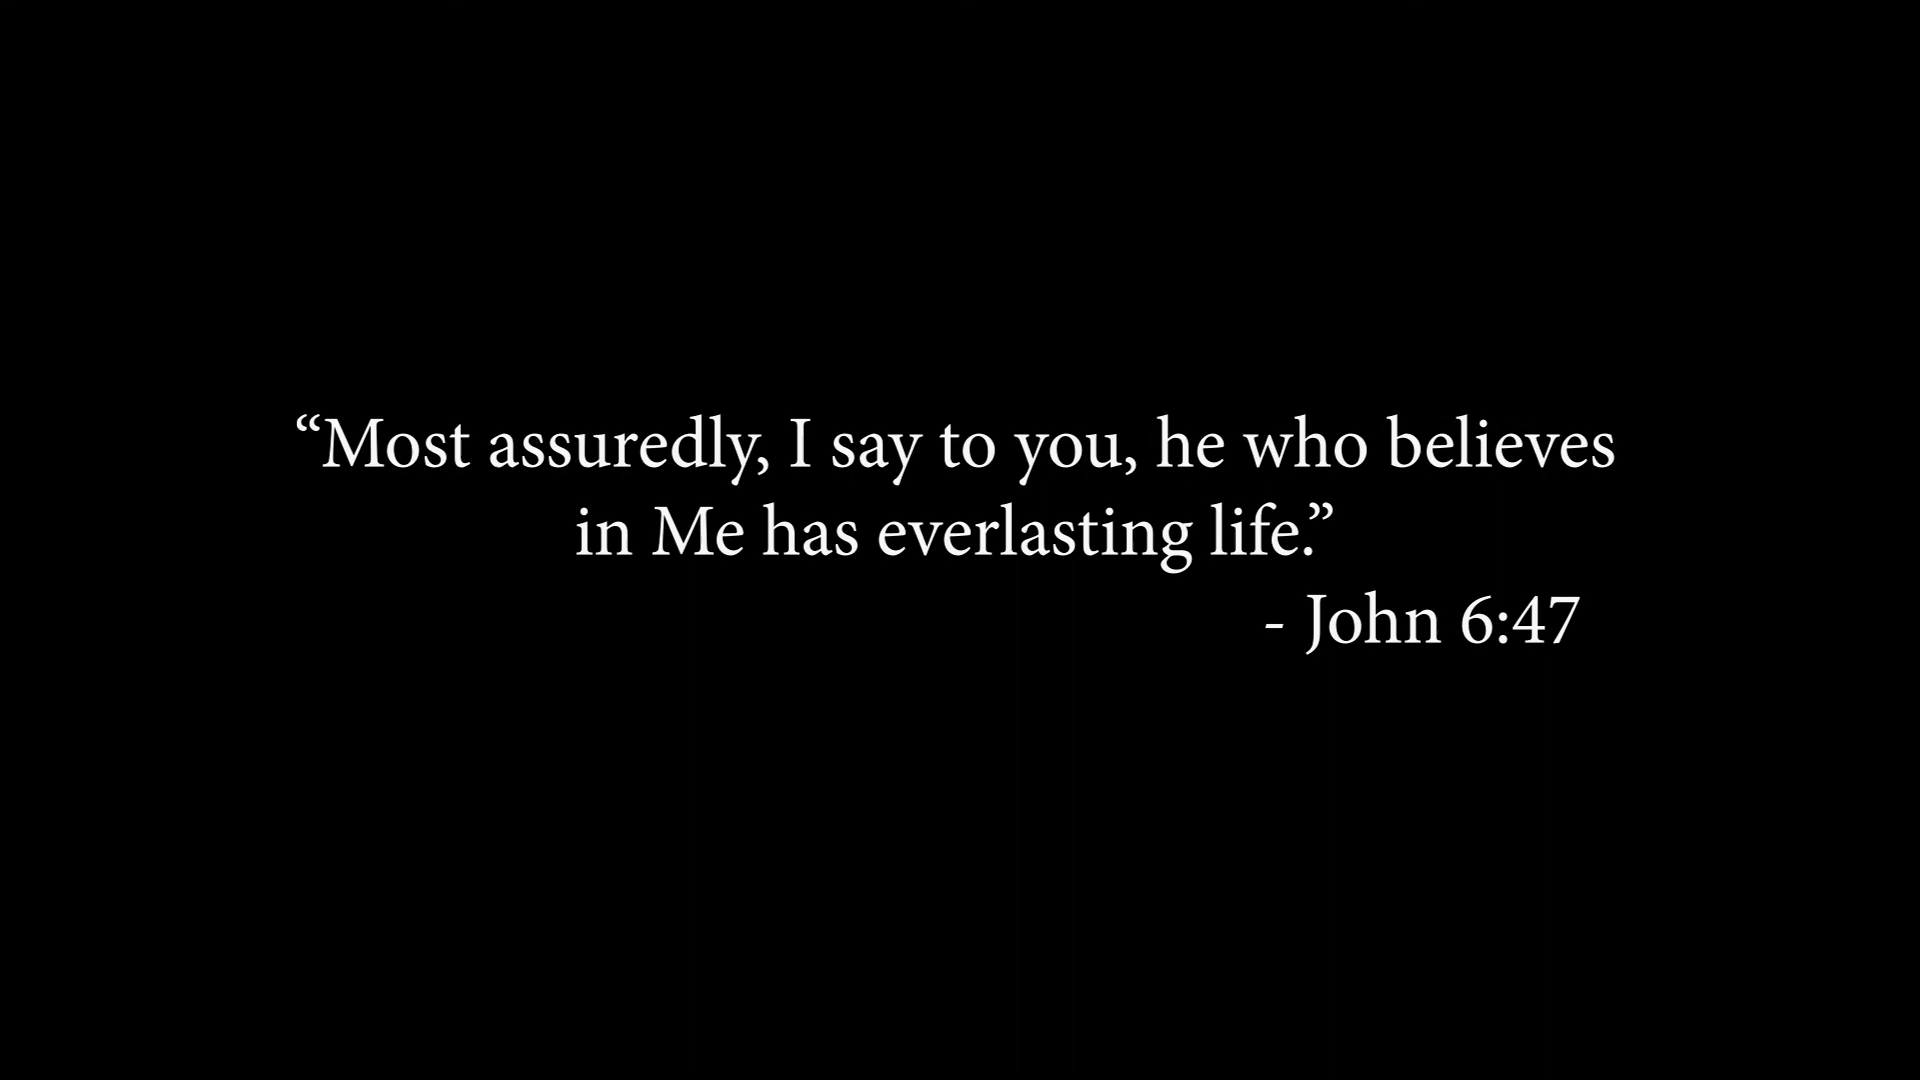 “Most assuredly, I say to you, he who believes
in Me has everlasting life.”
- John 6:47